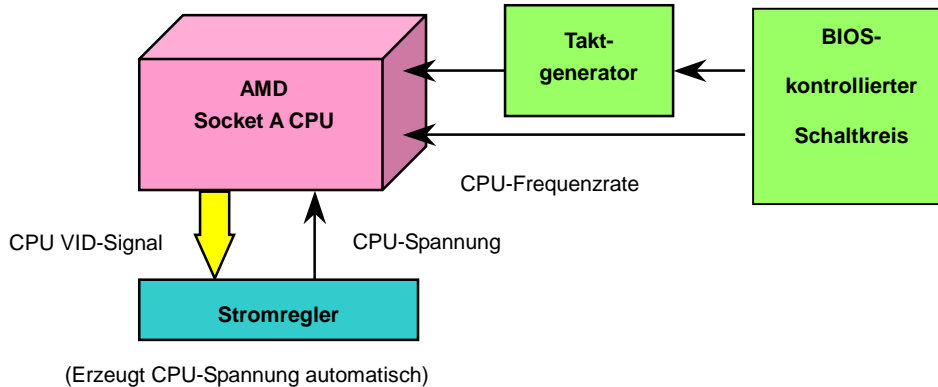 AMD
Socket A CPU
Takt-
generator
BIOS-
kontrollierter
Schaltkreis
CPU-Frequenzrate
CPU VID-Signal
CPU-Spannung
Stromregler
(Erzeugt CPU-Spannung automatisch)